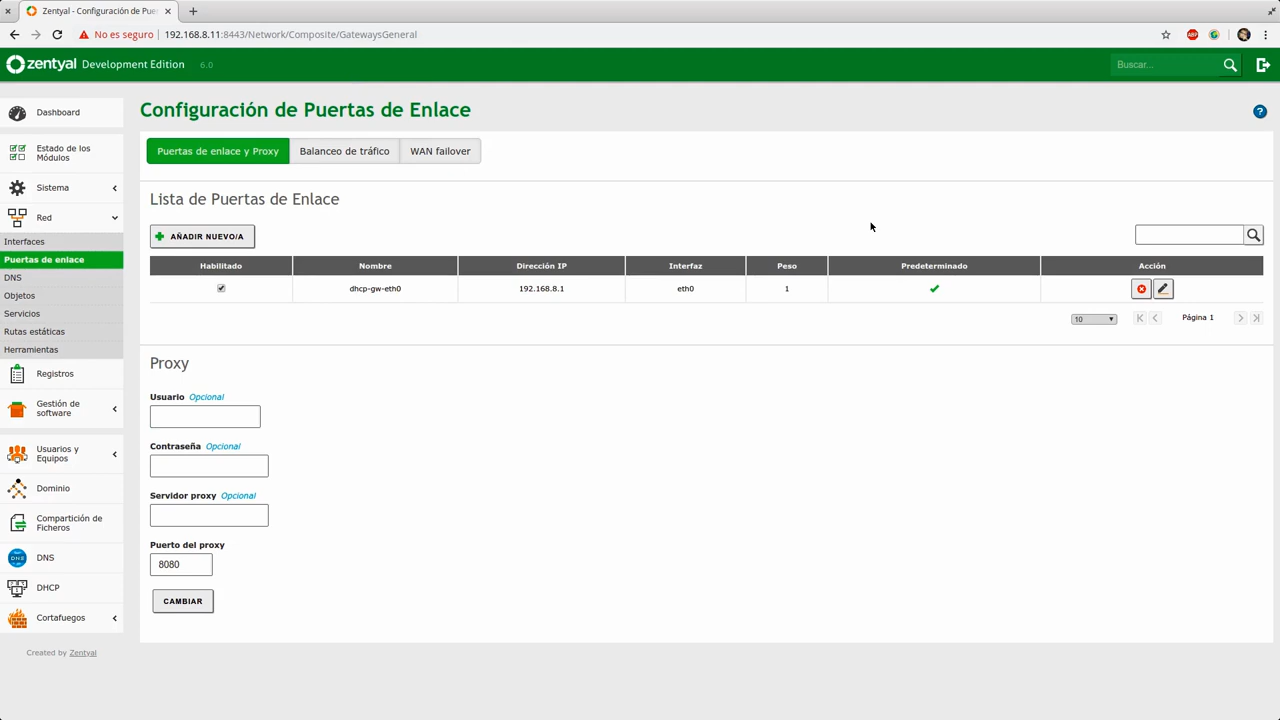 Zentyal - Configuración de Pue
No es seguro | 192.168.8.11:8443/Network/Composite/GatewaysGeneral
ABP
zentyal Development Edition 6.0
Buscar...
Dashboard
Estado de los
Módulos
Sistema
Red
Interfaces
Puertas de enlace
DNS
Objetos
Servicios
Rutas estáticas
Herramientas
Registros
Gestión de
software
Usuarios y
Equipos
Dominio
Compartición de
Ficheros
DNS
DHCP
Cortafuegos
Created by Zentyal
Configuración de Puertas de Enlace
?
Puertas de enlace y Proxy Balanceo de tráfico WAN failover
Lista de Puertas de Enlace
AÑADIR NUEVO/A
Habilitado Nombre Dirección IP Interfaz Peso Predeterminado Acción
dhcp-gw-eth0 192.168.8.1 eth0 1
10 Página 1
Proxy
Usuario Opcional
Contraseña Opcional
Servidor proxy Opcional
Puerto del proxy
8080
CAMBIAR